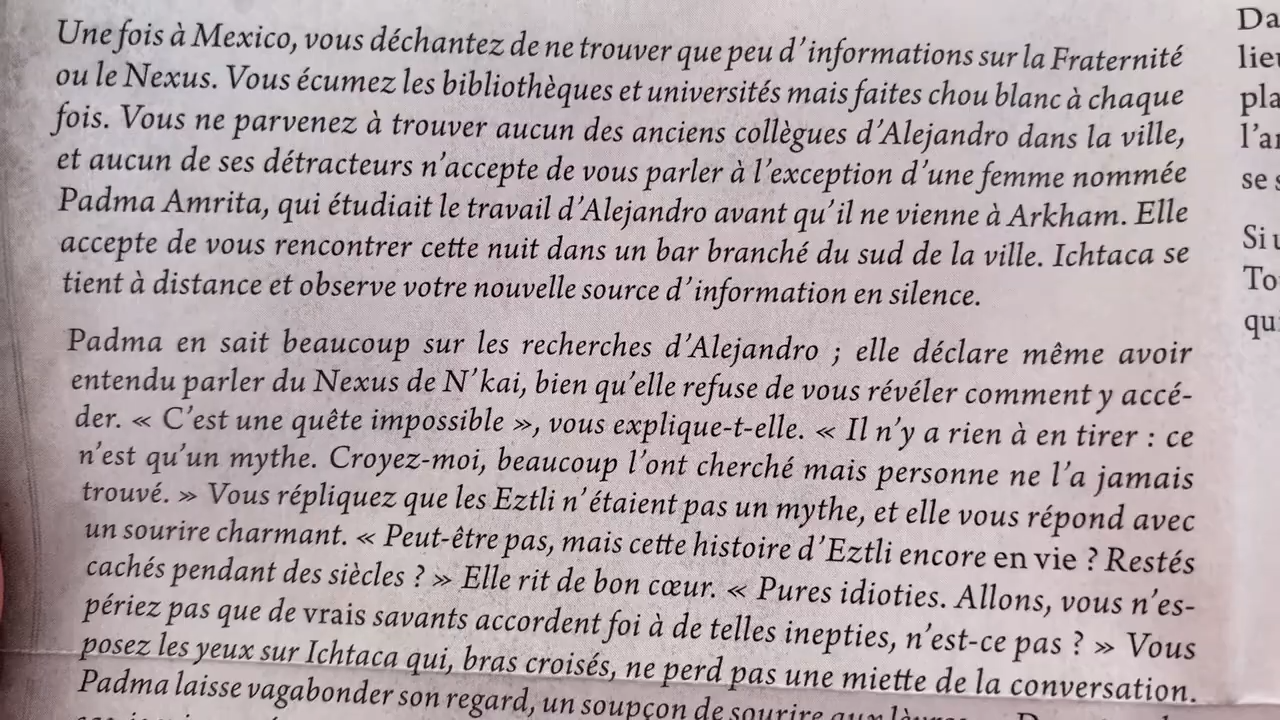 Une fois à Mexico, vous déchantez de ne trouver que peu d'informations sur la Fraternité
ou le Nexus. Vous écumez les bibliothèques et universités mais faites chou blanc à chaque
fois. Vous ne parvenez à trouver aucun des anciens collègues d'Alejandro dans la ville,
et aucun de ses détracteurs n'accepte de vous parler à l'exception d'une femme nommée
Padma Amrita, qui étudiait le travail d'Alejandro avant qu'il ne vienne à Arkham. Elle
accepte de vous rencontrer cette nuit dans un bar branché du sud de la ville. Ichtaca se
tient à distance et observe votre nouvelle source d'information en silence.
Padma en sait beaucoup sur les recherches d'Alejandro ; elle déclare même avoir
entendu parler du Nexus de N'kai, bien qu'elle refuse de vous révéler comment y accé-
der. « C'est une quête impossible », vous explique-t-elle. « Il n'y a rien à en tirer : ce
n'est qu'un mythe. Croyez-moi, beaucoup l'ont cherché mais personne ne l'a jamais
trouvé. » Vous répliquez que les Eztli n'étaient pas un mythe, et elle vous répond avec
un sourire charmant. « Peut-être pas, mais cette histoire d'Eztli encore en vie ? Restés
cachés pendant des siècles ? » Elle rit de bon cœur. « Pures idioties. Allons, vous n'es-
périez pas que de vrais savants accordent foi à de telles inepties, n'est-ce pas ? » Vous
posez les yeux sur Ichtaca qui, bras croisés, ne perd pas une miette de la conversation.
Padma laisse vagabonder son regard, un soupçon de sourire aux lèvres.
Da
lieu
pla
l'ar
se s
Si u
To
qui